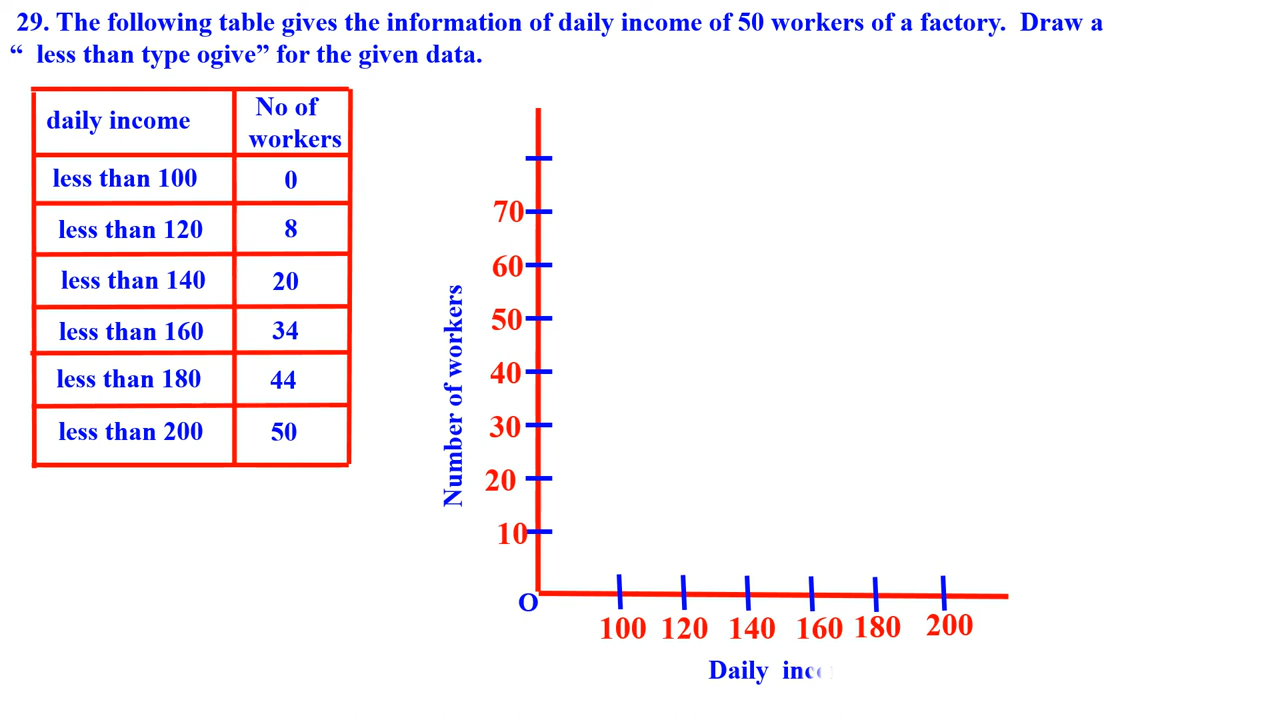 29. The following table gives the information of daily income of 50 workers of a factory. Draw a
“ less than type ogive” for the given data.
daily income
No of
workers
less than 100
0
less than 120
8
less than 140
20
less than 160
34
less than 180
44
less than 200
50
Number of workers
70
60
50
40
30
20
10
O
100 120 140 160 180 200
Daily